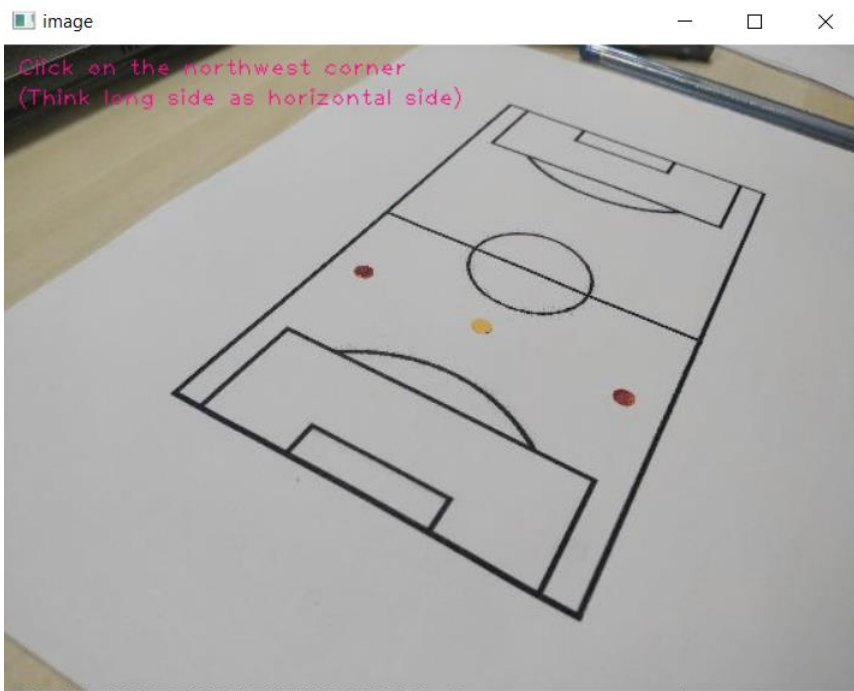 image
Click on the northwest corner
(Think long side as horizontal side)